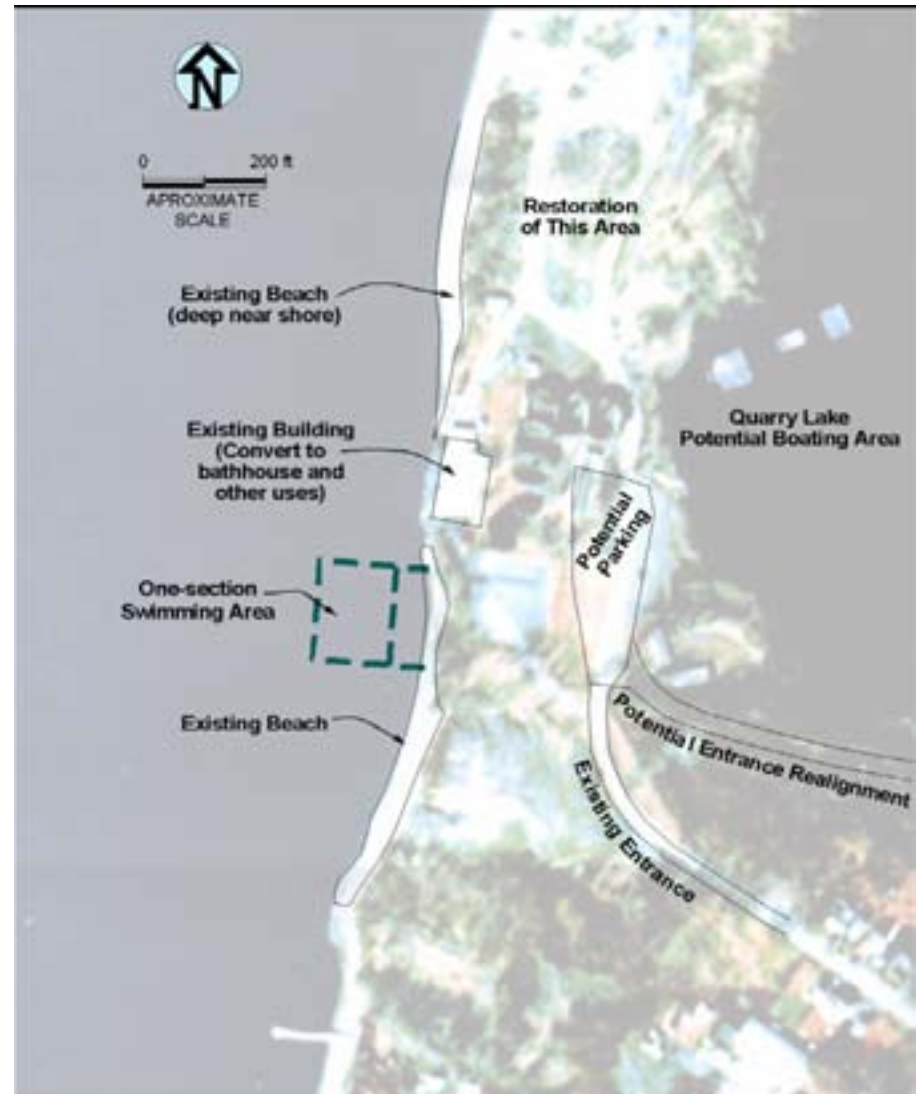 N
0 200 ft
APROXIMATE
SCALE
Restoration
of This Area
Existing Beach
(deep near shore)
Quarry Lake
Potential Boating Area
Existing Building
(Convert to
bathhouse and
other uses)
Potential
Parking
One-section
Swimming Area
Existing Beach
Potential Entrance Realignment
Existing Entrance